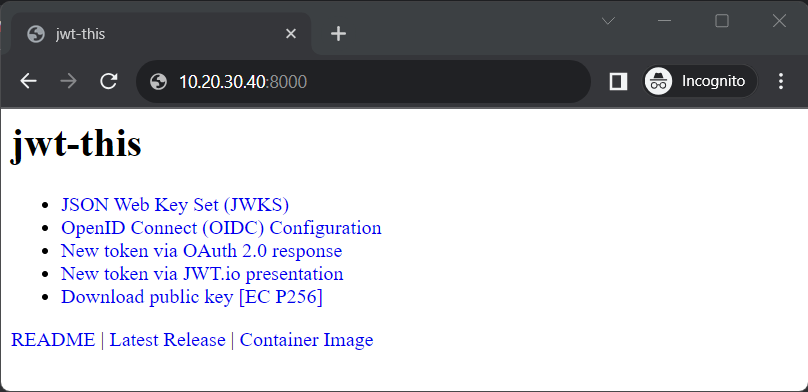 jwt-this
10.20.30.40:8000
Incognito
jwt-this
JSON Web Key Set (JWKS)
OpenID Connect (OIDC) Configuration
New token via OAuth 2.0 response
New token via JWT.io presentation
Download public key [EC P256]
README | Latest Release | Container Image